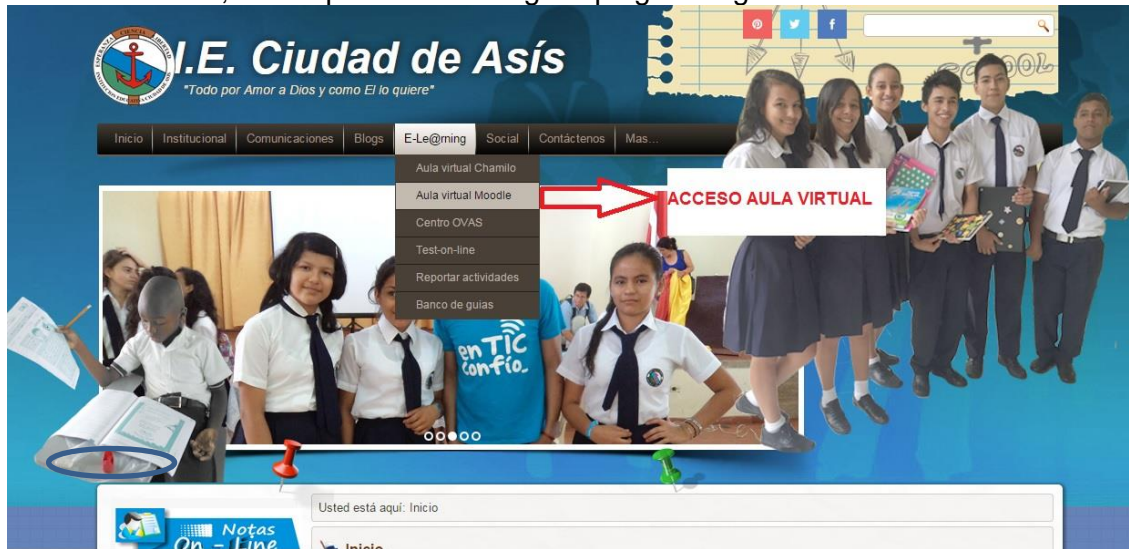 I.E. Ciudad de Asís
"Todo por Amor a Dios y como El lo quiere"
Inicio Institucional Comunicaciones Blogs E-Le@rning Social Contáctenos Mas...
Aula virtual Chamilo
Aula virtual Moodle
Centro OVAS
Test-on-line
Reportar actividades
Banco de guias
ACCESO AULA VIRTUAL
en TIC
confío.
Usted está aquí: Inicio
Notas
On - Line
Inicio